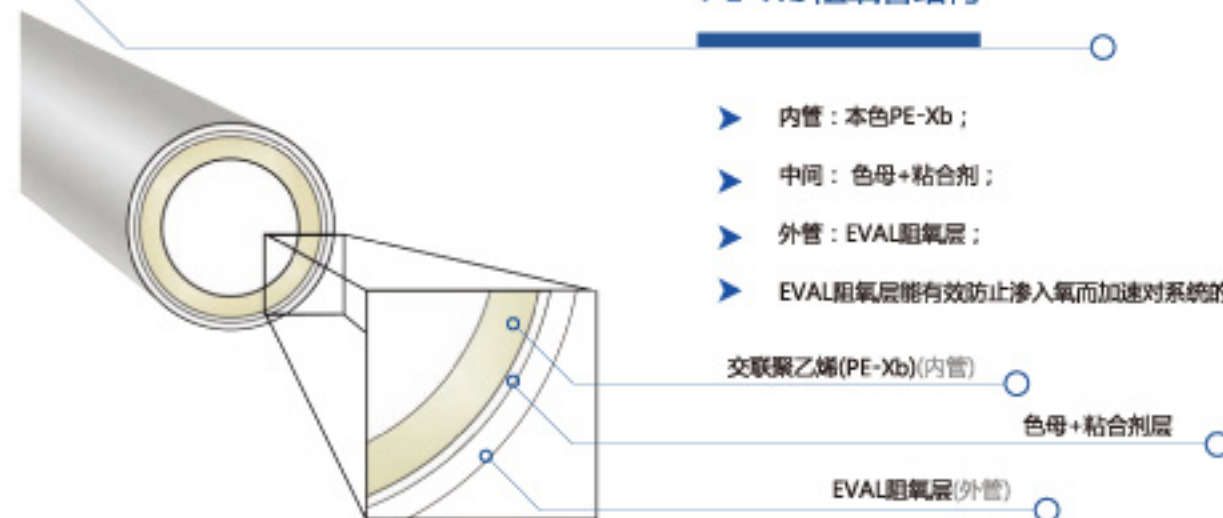 内管：本色PE-Xb；
中间： 色母+粘合剂；
外管：EVAL阻氧层；
EVAL阻氧层能有效防止渗入氧而加速对系统的
交联聚乙烯(PE-Xb)(内管)
色母+粘合剂层
EVAL阻氧层(外管)